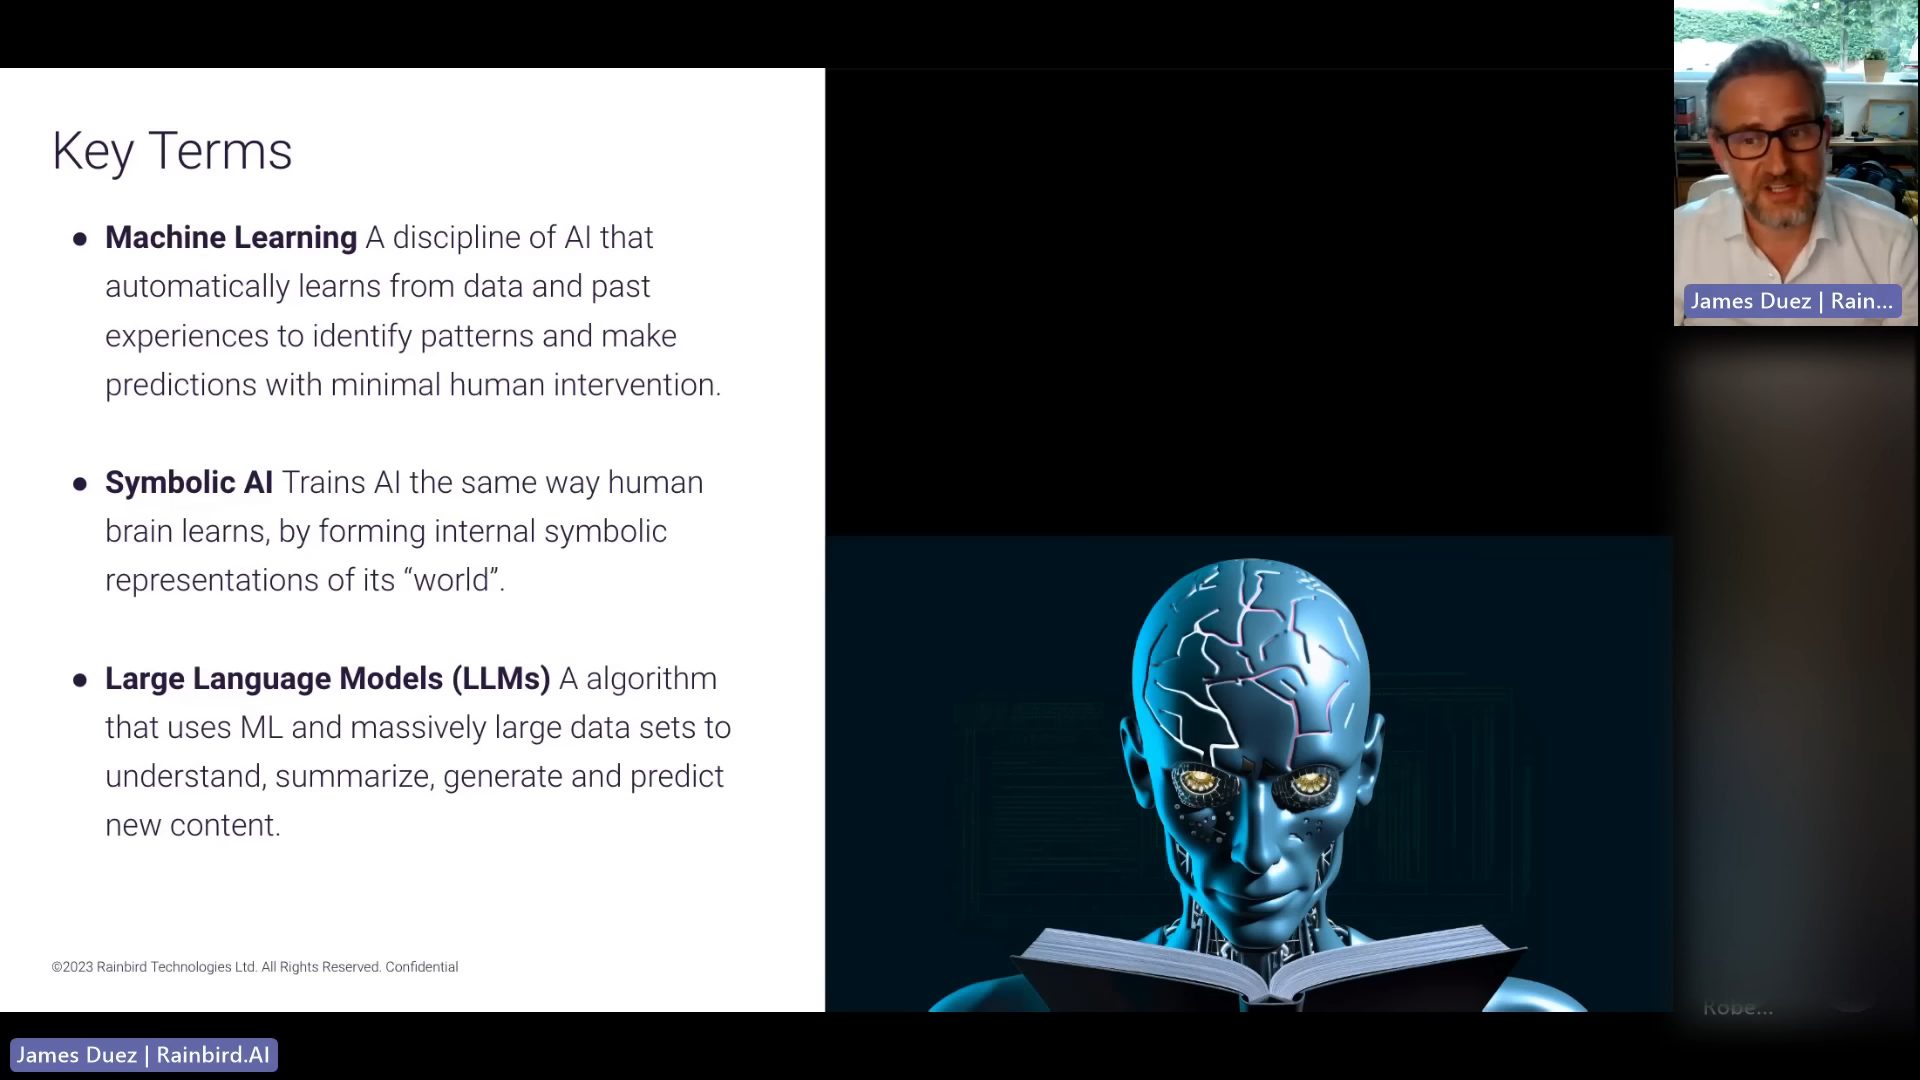 Key Terms
● Machine Learning A discipline of AI that
automatically learns from data and past
experiences to identify patterns and make
predictions with minimal human intervention.
● Symbolic AI Trains AI the same way human
brain learns, by forming internal symbolic
representations of its “world”.
● Large Language Models (LLMs) A algorithm
that uses ML and massively large data sets to
understand, summarize, generate and predict
new content.
©2023 Rainbird Technologies Ltd. All Rights Reserved. Confidential
James Duez | Rainbird.AI
James Duez | Rain...
Robe...